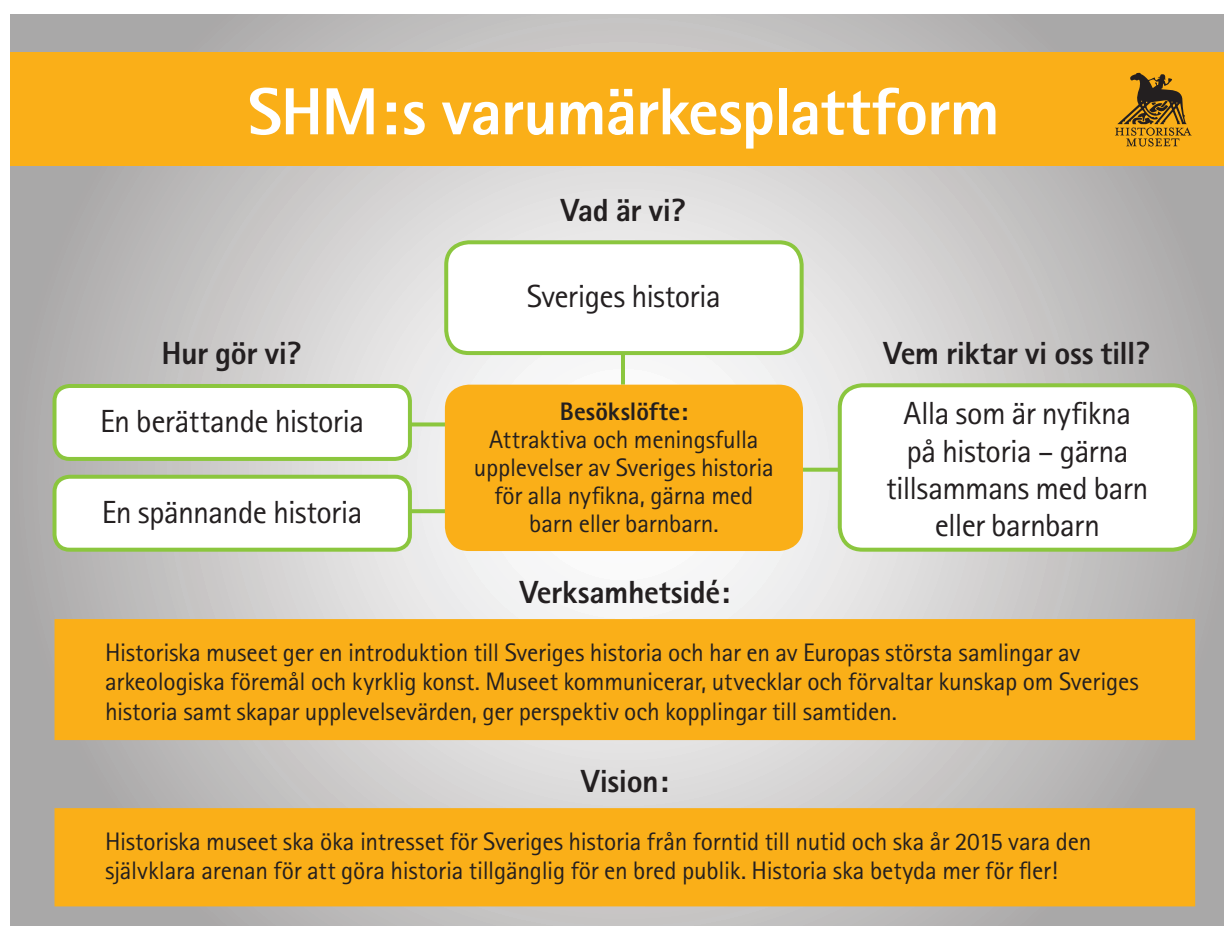 SHM:s varumärkesplattform
HISTORISKA
MUSEET
Vad är vi?
Sveriges historia
Hur gör vi?
En berättande historia
En spännande historia
Besökslöfte:
Attraktiva och meningsfulla
upplevelser av Sveriges historia
för alla nyfikna, gärna med
barn eller barnbarn.
Vem riktar vi oss till?
Alla som är nyfikna
på historia – gärna
tillsammans med barn
eller barnbarn
Verksamhetsidé:
Historiska museet ger en introduktion till Sveriges historia och har en av Europas största samlingar av
arkeologiska föremål och kyrklig konst. Museet kommunicerar, utvecklar och förvaltar kunskap om Sveriges
historia samt skapar upplevelsevärden, ger perspektiv och kopplingar till samtiden.
Vision:
Historiska museet ska öka intresset för Sveriges historia från forntid till nutid och ska år 2015 vara den
självklara arenan för att göra historia tillgänglig för en bred publik. Historia ska betyda mer för fler!